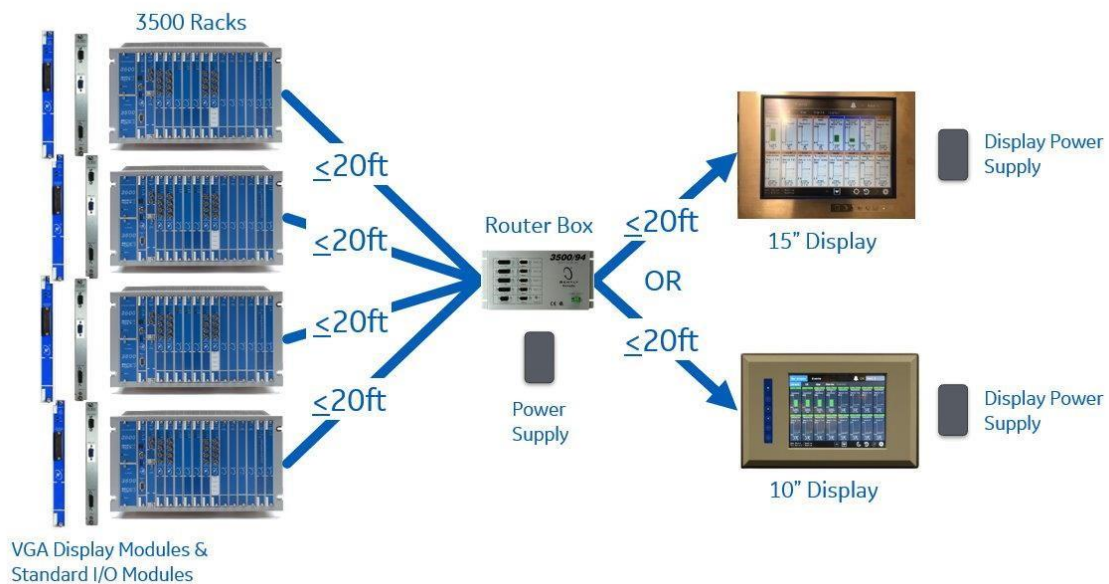 3500 Racks
≤20ft
≤20ft
≤20ft
≤20ft
Router Box
3500/94
Power
Supply
≤20ft
OR
≤20ft
15” Display
Display Power
Supply
10” Display
Display Power
Supply
VGA Display Modules &
Standard I/O Modules